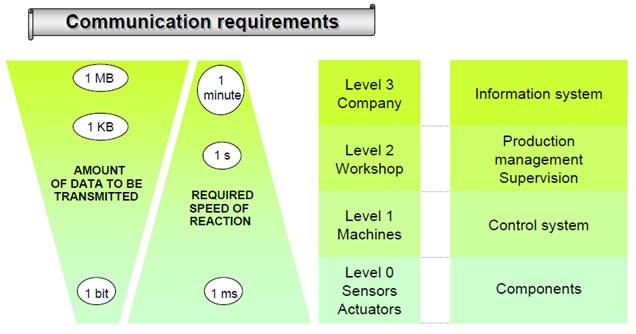 Communication requirements
1 MB
1 KB
AMOUNT
OF DATA TO BE
TRANSMITTED
1 bit
1
minute
1 s
REQUIRED
SPEED OF
REACTION
1 ms
Level 3
Company
Information system
Level 2
Workshop
Production
management
Supervision
Level 1
Machines
Control system
Level 0
Sensors
Actuators
Components